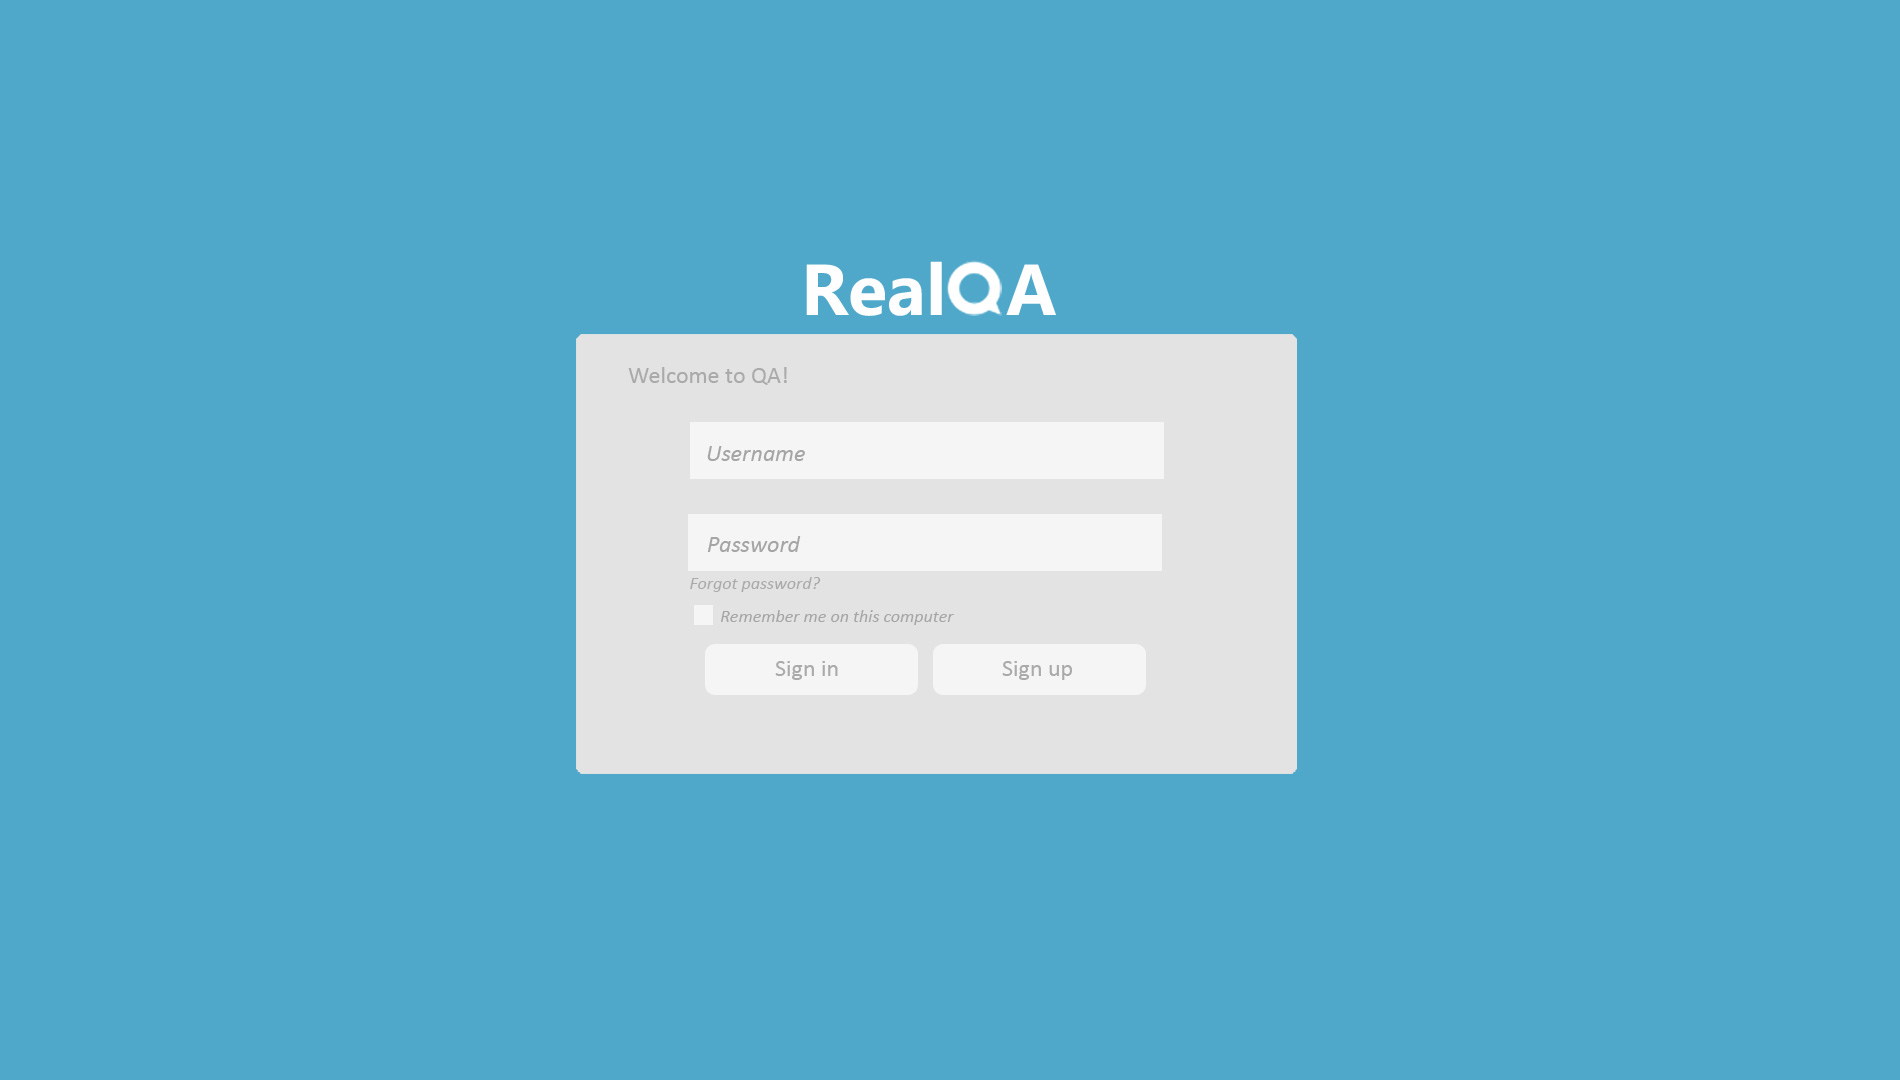 RealQA
Welcome to QA!
Username
Password
Forgot password?
Remember me on this computer
Sign in
Sign up